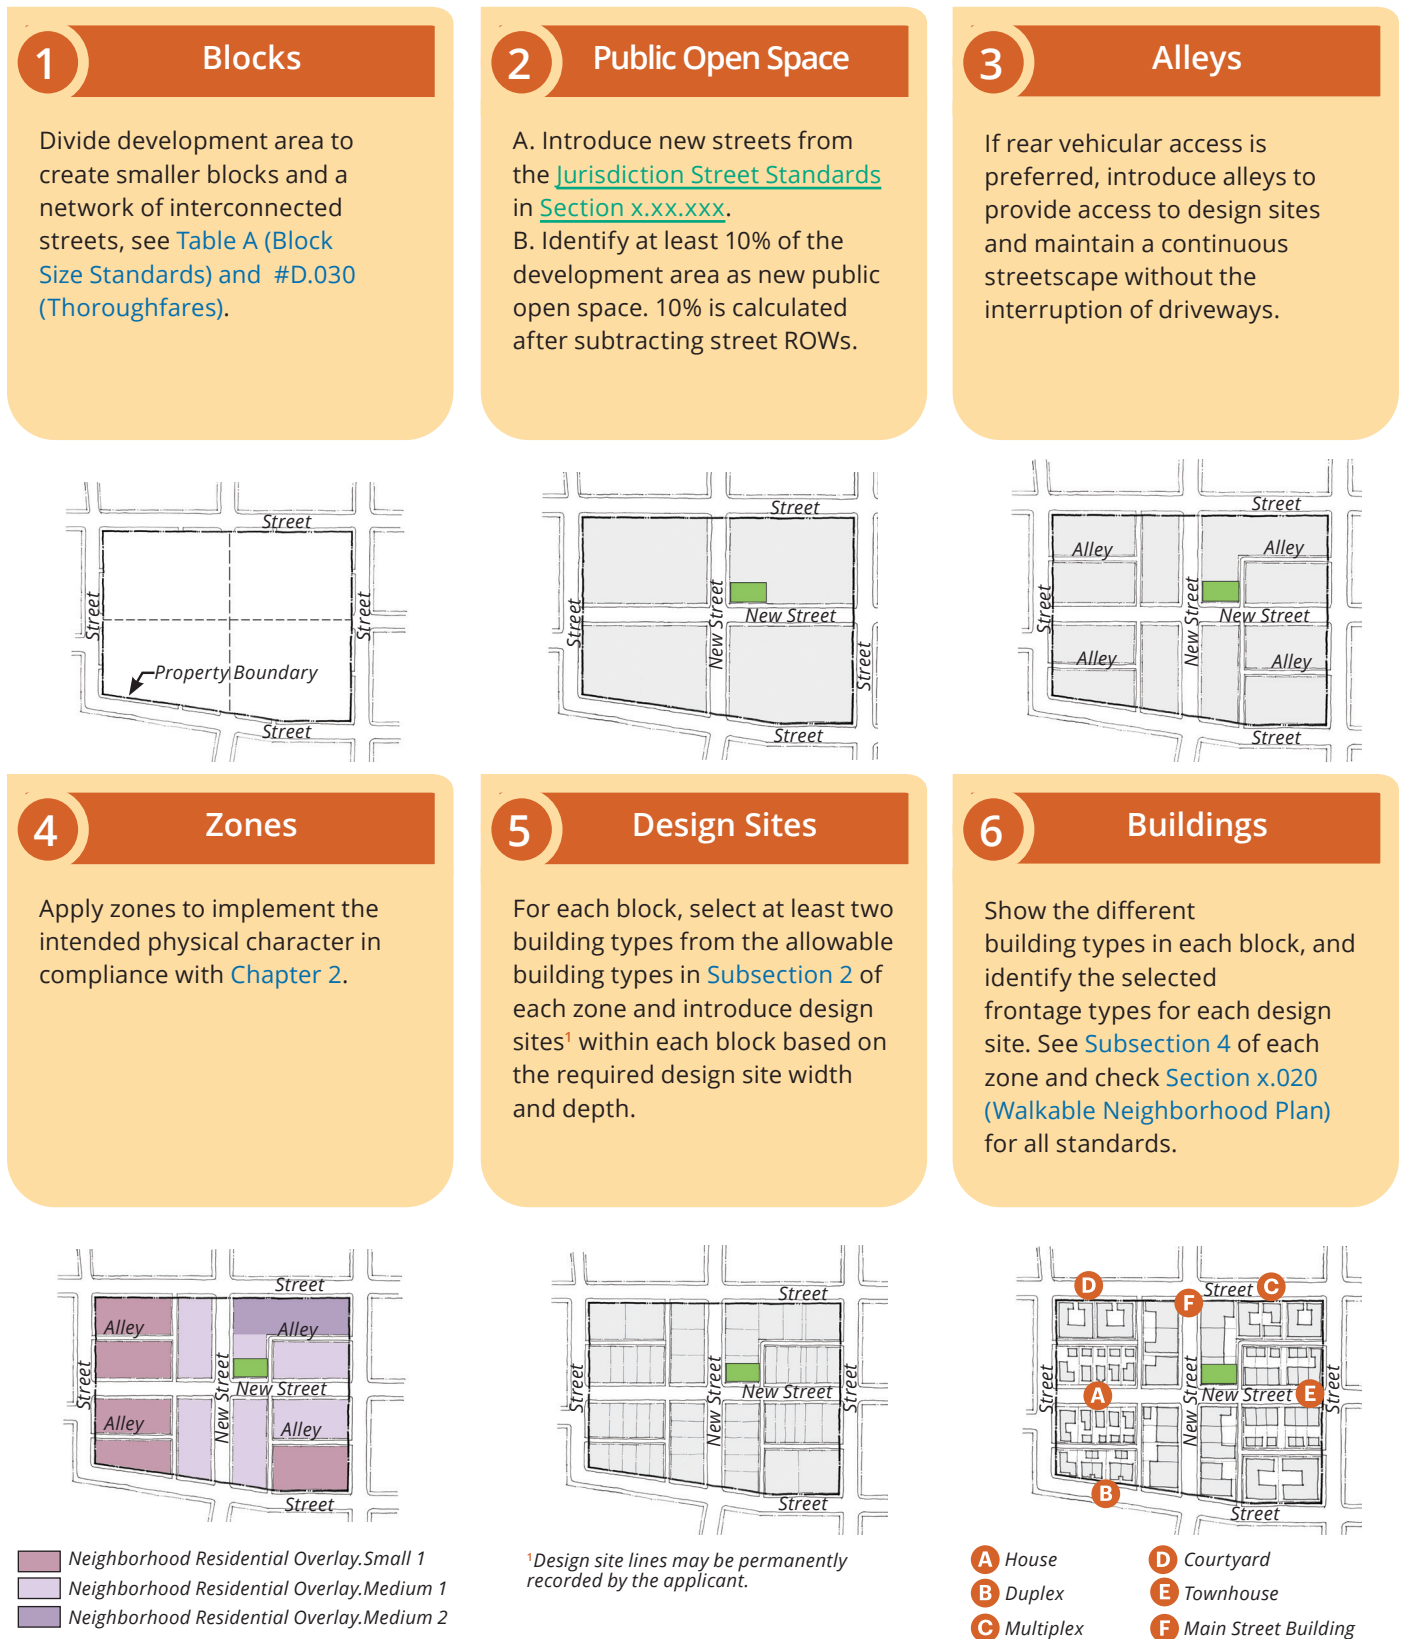 1
Blocks
Divide development area to
create smaller blocks and a
network of interconnected
streets, see Table A (Block
Size Standards) and #D.030
(Thoroughfares).
2
Public Open Space
A. Introduce new streets from
the Jurisdiction Street Standards
in Section x.xx.xxx.
B. Identify at least 10% of the
development area as new public
open space. 10% is calculated
after subtracting street ROWs.
3
Alleys
If rear vehicular access is
preferred, introduce alleys to
provide access to design sites
and maintain a continuous
streetscape without the
interruption of driveways.
Street
Street
Street
Property Boundary
Street
Street
Street
New Street
New Street
Street
Street
Street
Alley
Alley
Street
New Street
New Street
Alley
Alley
Street
4
Zones
Apply zones to implement the
intended physical character in
compliance with Chapter 2.
5
Design Sites
For each block, select at least two
building types from the allowable
building types in Subsection 2 of
each zone and introduce design
sites¹ within each block based on
the required design site width
and depth.
6
Buildings
Show the different
building types in each block, and
identify the selected
frontage types for each design
site. See Subsection 4 of each
zone and check Section x.020
(Walkable Neighborhood Plan)
for all standards.
Street
Alley
Alley
Street
New Street
New Street
Street
Alley
Alley
Street
Neighborhood Residential Overlay.Small 1
Neighborhood Residential Overlay.Medium 1
Neighborhood Residential Overlay.Medium 2
Street
Street
New Street
New Street
Street
Street
¹Design site lines may be permanently
recorded by the applicant.
D
Street
C
F
Street
New Street
New Street
E
Street
A
B
Street
A House
B Duplex
C Multiplex
D Courtyard
E Townhouse
F Main Street Building